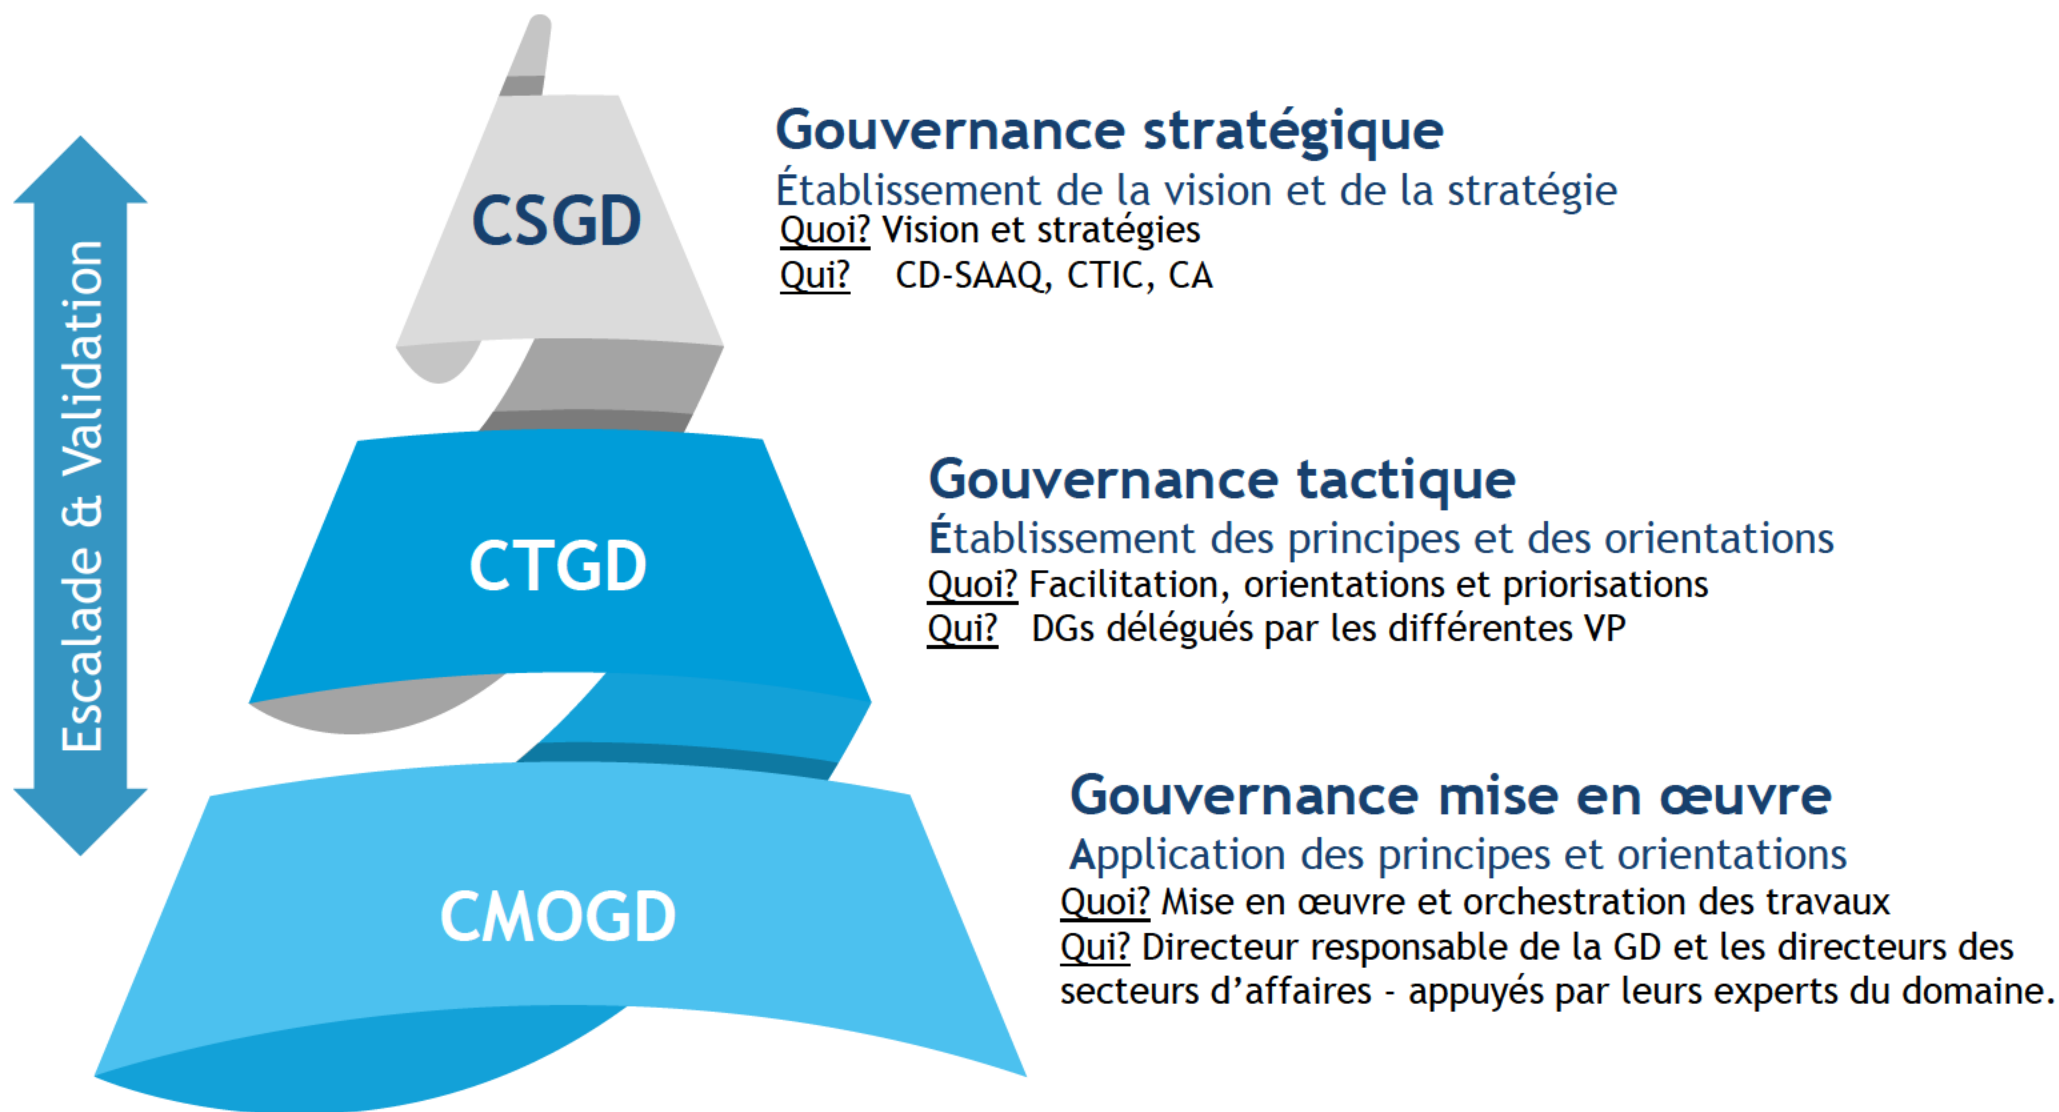 Escalade & Validation
CSGD
Gouvernance stratégique
Établissement de la vision et de la stratégie
Quoi? Vision et stratégies
Qui? CD-SAAQ, CTIC, CA
CTGD
Gouvernance tactique
Établissement des principes et des orientations
Quoi? Facilitation, orientations et priorisations
Qui? DGs délégués par les différentes VP
CMOGD
Gouvernance mise en œuvre
Application des principes et orientations
Quoi? Mise en œuvre et orchestration des travaux
Qui? Directeur responsable de la GD et les directeurs des
secteurs d’affaires - appuyés par leurs experts du domaine.